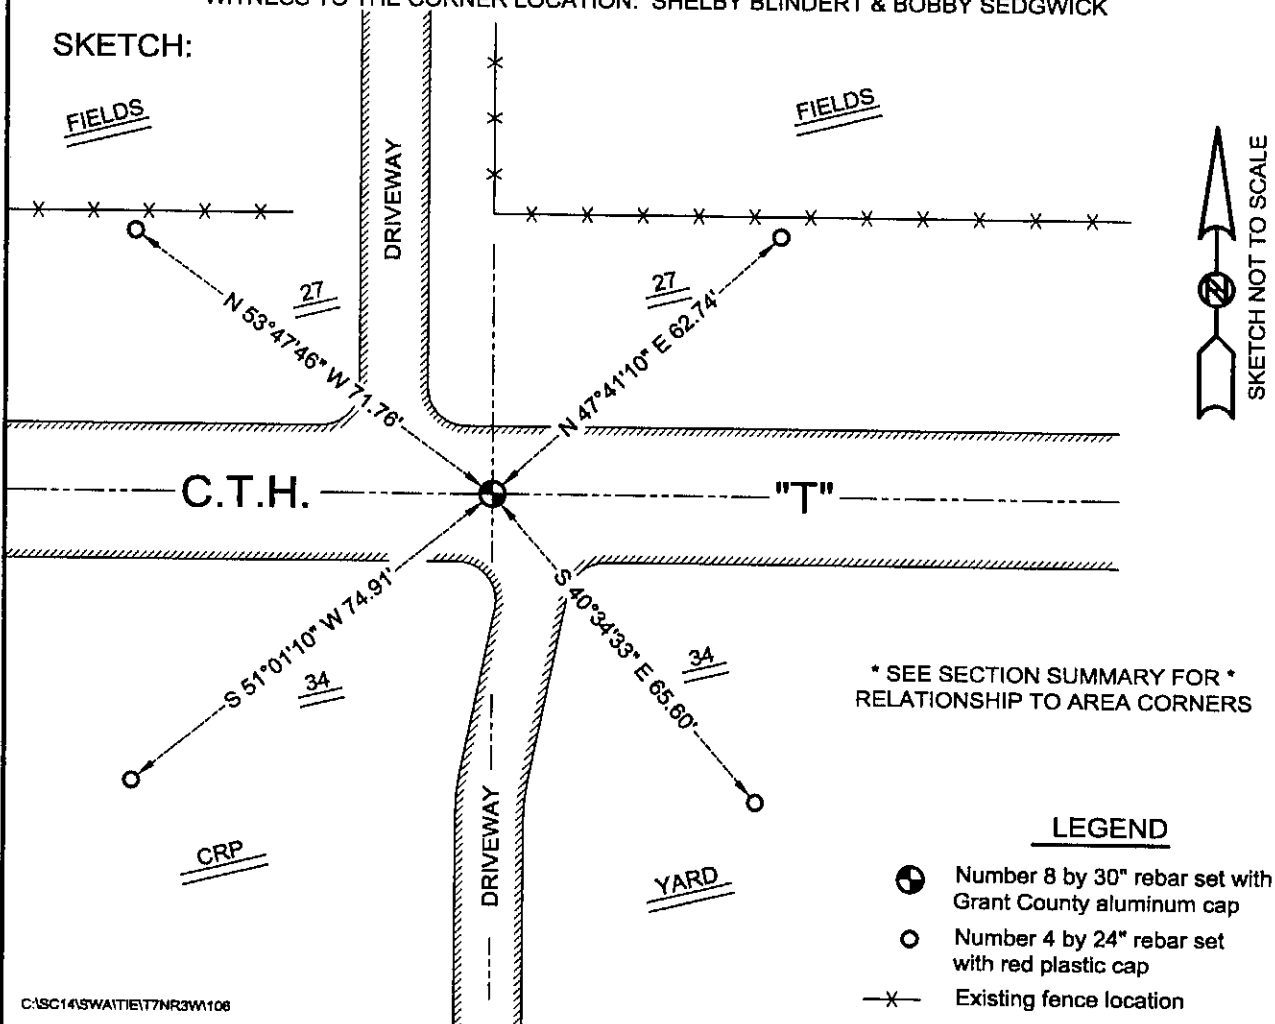 WITNESS TO THE CORNER LOCATION: SHELBY BLINDERT & BOBBY SEDGWICK
SKETCH:
FIELDS
FIELDS
DRIVEWAY
SKETCH NOT TO SCALE
N
27
27
N 53°47'46" W 71.76'
N 47°41'10" E 62.74'
C.T.H.
"T"
S 51°01'10" W 74.91'
S 40°34'33" E 65.60'
34
34
* SEE SECTION SUMMARY FOR *
RELATIONSHIP TO AREA CORNERS
CRP
DRIVEWAY
YARD
LEGEND
Number 8 by 30" rebar set with
Grant County aluminum cap
Number 4 by 24" rebar set
with red plastic cap
Existing fence location
C:\SC14\SWA\TIE\T7NR3W\106